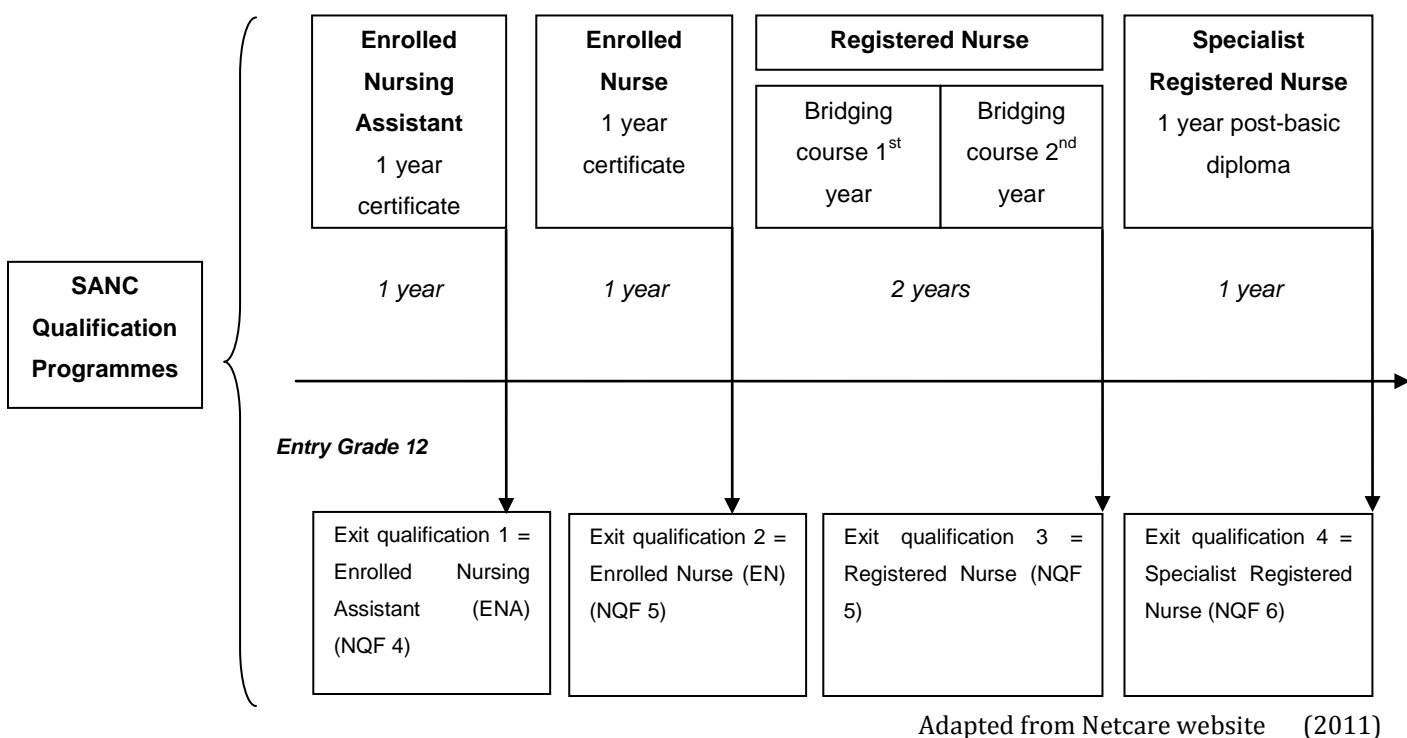 Enrolled
Nursing
Assistant
1 year
certificate
Enrolled
Nurse
1 year
certificate
Registered Nurse
Bridging
course 1st
year
Bridging
course 2nd
year
Specialist
Registered Nurse
1 year post-basic
diploma
SANC
Qualification
Programmes
1 year
1 year
2 years
1 year
Entry Grade 12
Exit qualification 1 =
Enrolled Nursing
Assistant (ENA)
(NQF 4)
Exit qualification 2 =
Enrolled Nurse (EN)
(NQF 5)
Exit qualification 3 =
Registered Nurse (NQF
5)
Exit qualification 4 =
Specialist Registered
Nurse (NQF 6)
Adapted from Netcare website (2011)